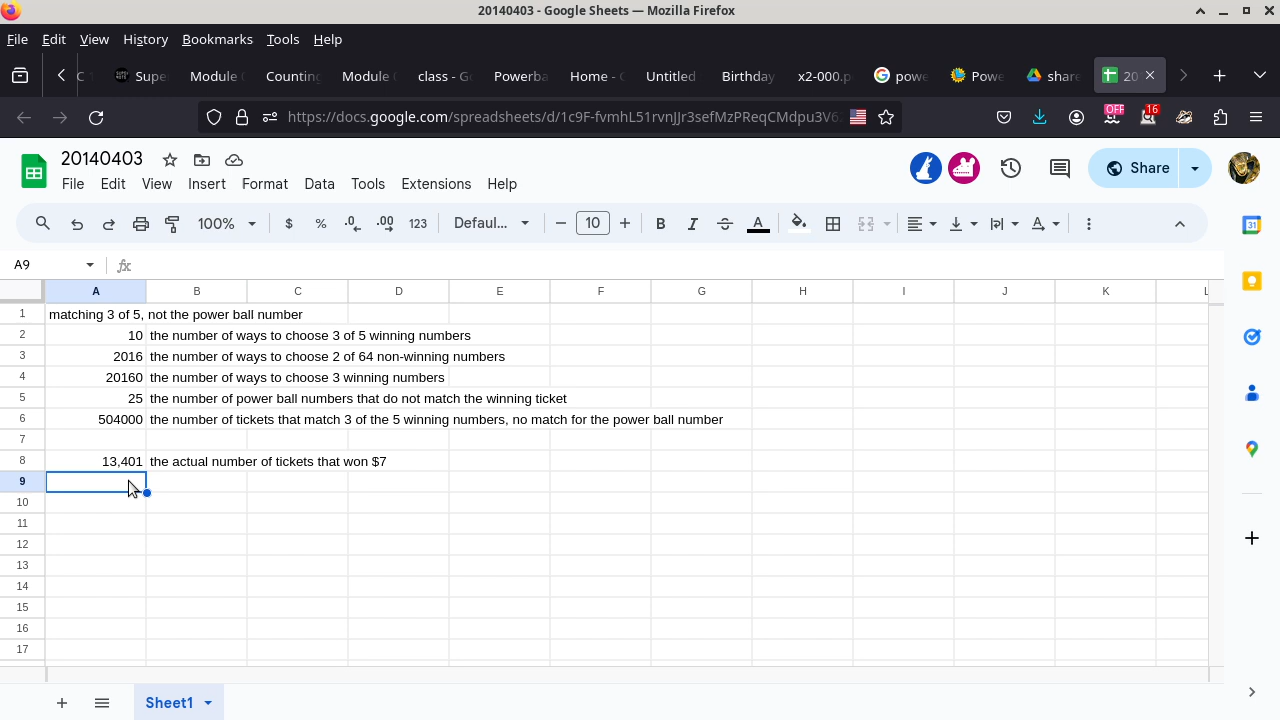 20140403 - Google Sheets — Mozilla Firefox
File Edit View History Bookmarks Tools Help
Supe Module Counting Module class - G Powerba Home - Untitled Birthday x2-000.p powe Powe share 20
https://docs.google.com/spreadsheets/d/1c9F-fvmhL51rvnJJr3sefMzPReqCMdpu3V6 OFF 16
20140403
File Edit View Insert Format Data Tools Extensions Help
Share
100% $ % .0 .00 123 Defaul... 10 B I S A
A9 fx
A B C D E F G H I J K L
1 matching 3 of 5, not the power ball number
2 10 the number of ways to choose 3 of 5 winning numbers
3 2016 the number of ways to choose 2 of 64 non-winning numbers
4 20160 the number of ways to choose 3 winning numbers
5 25 the number of power ball numbers that do not match the winning ticket
6 504000 the number of tickets that match 3 of the 5 winning numbers, no match for the power ball number
7
8 13,401 the actual number of tickets that won $7
9
10
11
12
13
14
15
16
17
Sheet1